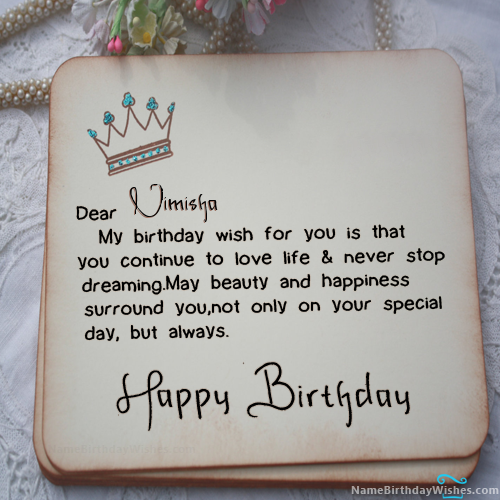 Dear Nimisha
My birthday wish for you is that
you continue to love life & never stop
dreaming.May beauty and happiness
surround you,not only on your special
day, but always.
Happy Birthday
NameBirthdayWishes.com